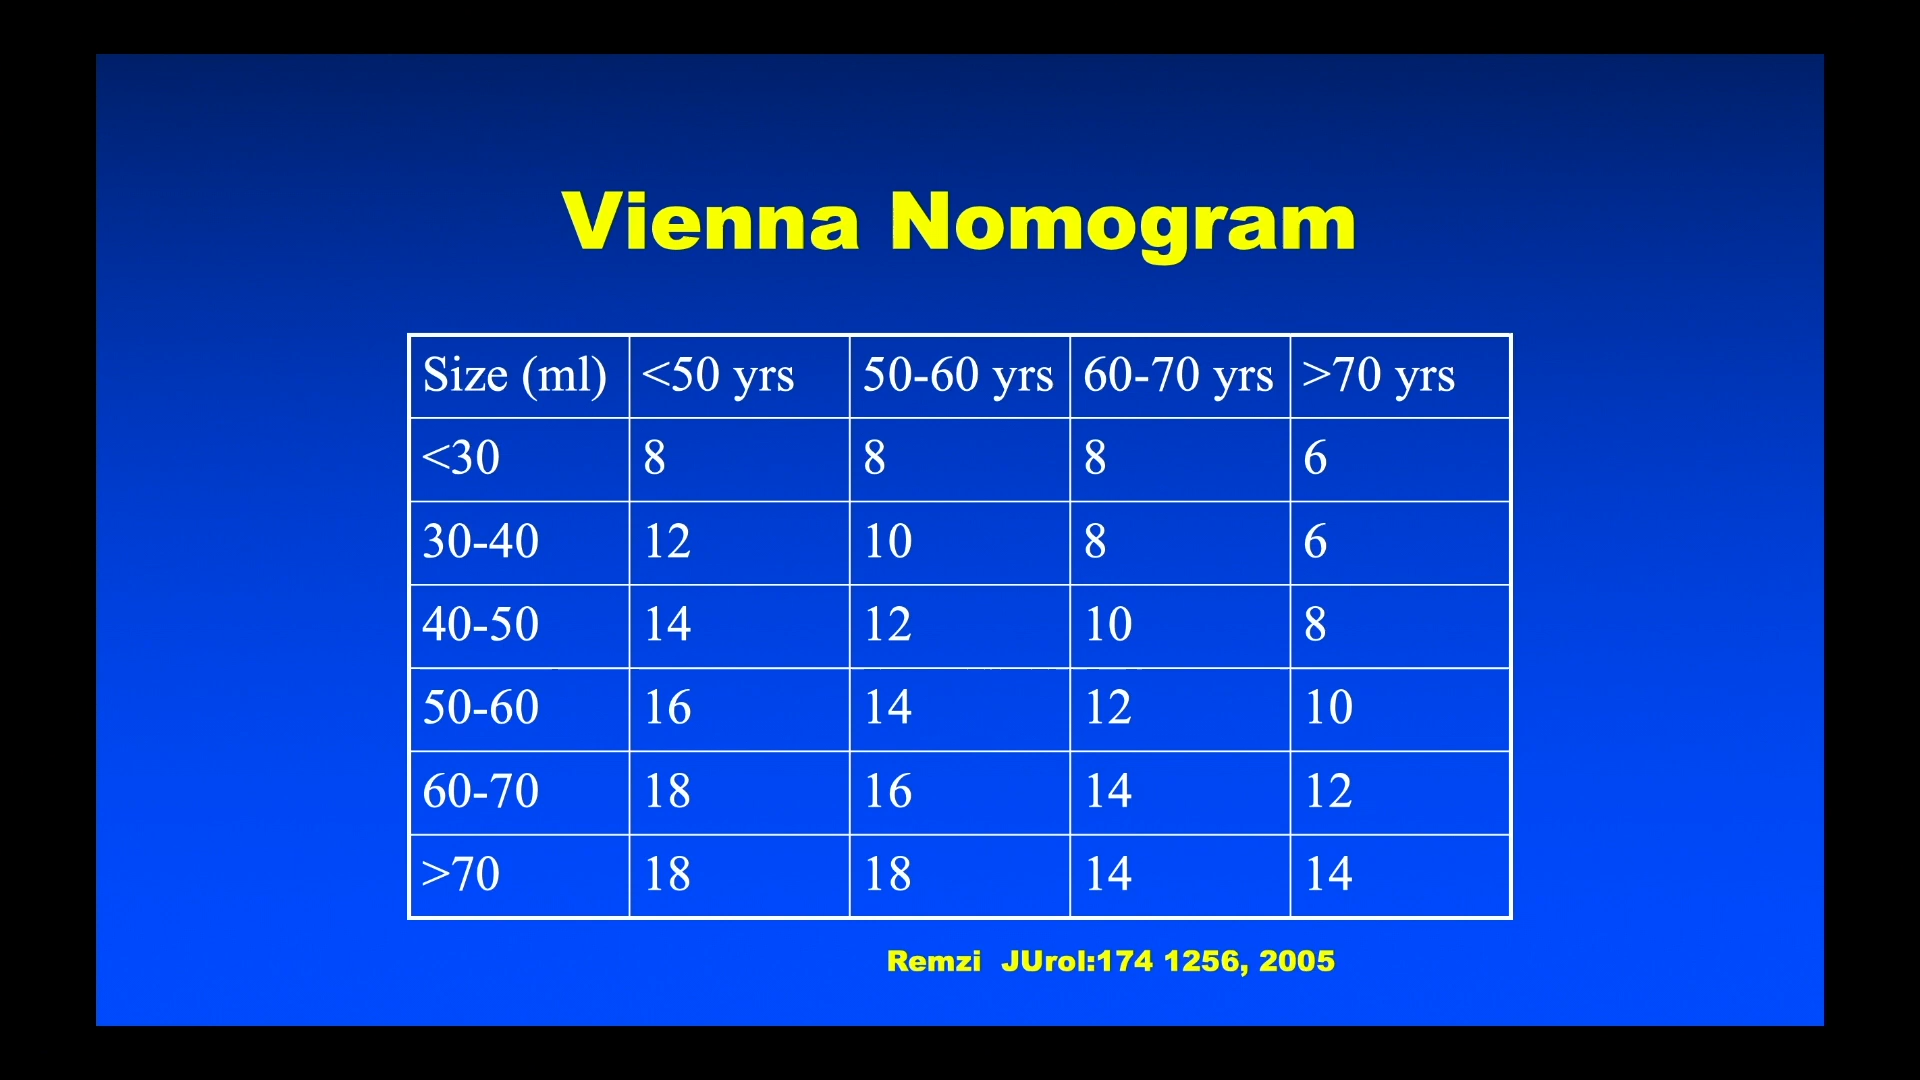 Vienna Nomogram
Size (ml) <50 yrs 50-60 yrs 60-70 yrs >70 yrs
<30 8 8 8 6
30-40 12 10 8 6
40-50 14 12 10 8
50-60 16 14 12 10
60-70 18 16 14 12
>70 18 18 14 14
Remzi JUrol:174 1256, 2005